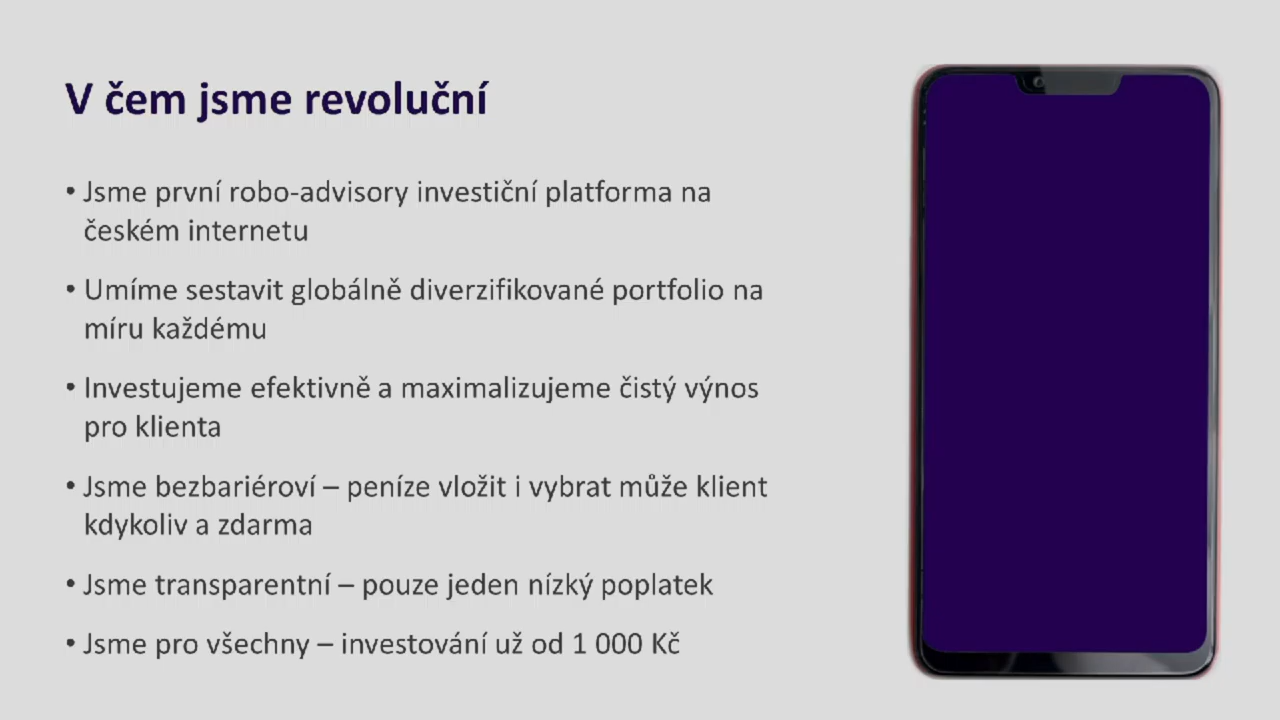 V čem jsme revoluční
• Jsme první robo-advisory investiční platforma na
českém internetu
• Umíme sestavit globálně diverzifikované portfolio na
míru každému
• Investujeme efektivně a maximalizujeme čistý výnos
pro klienta
• Jsme bezbariéroví – peníze vložit i vybrat může klient
kdykoliv a zdarma
• Jsme transparentní – pouze jeden nízký poplatek
• Jsme pro všechny – investování už od 1 000 Kč